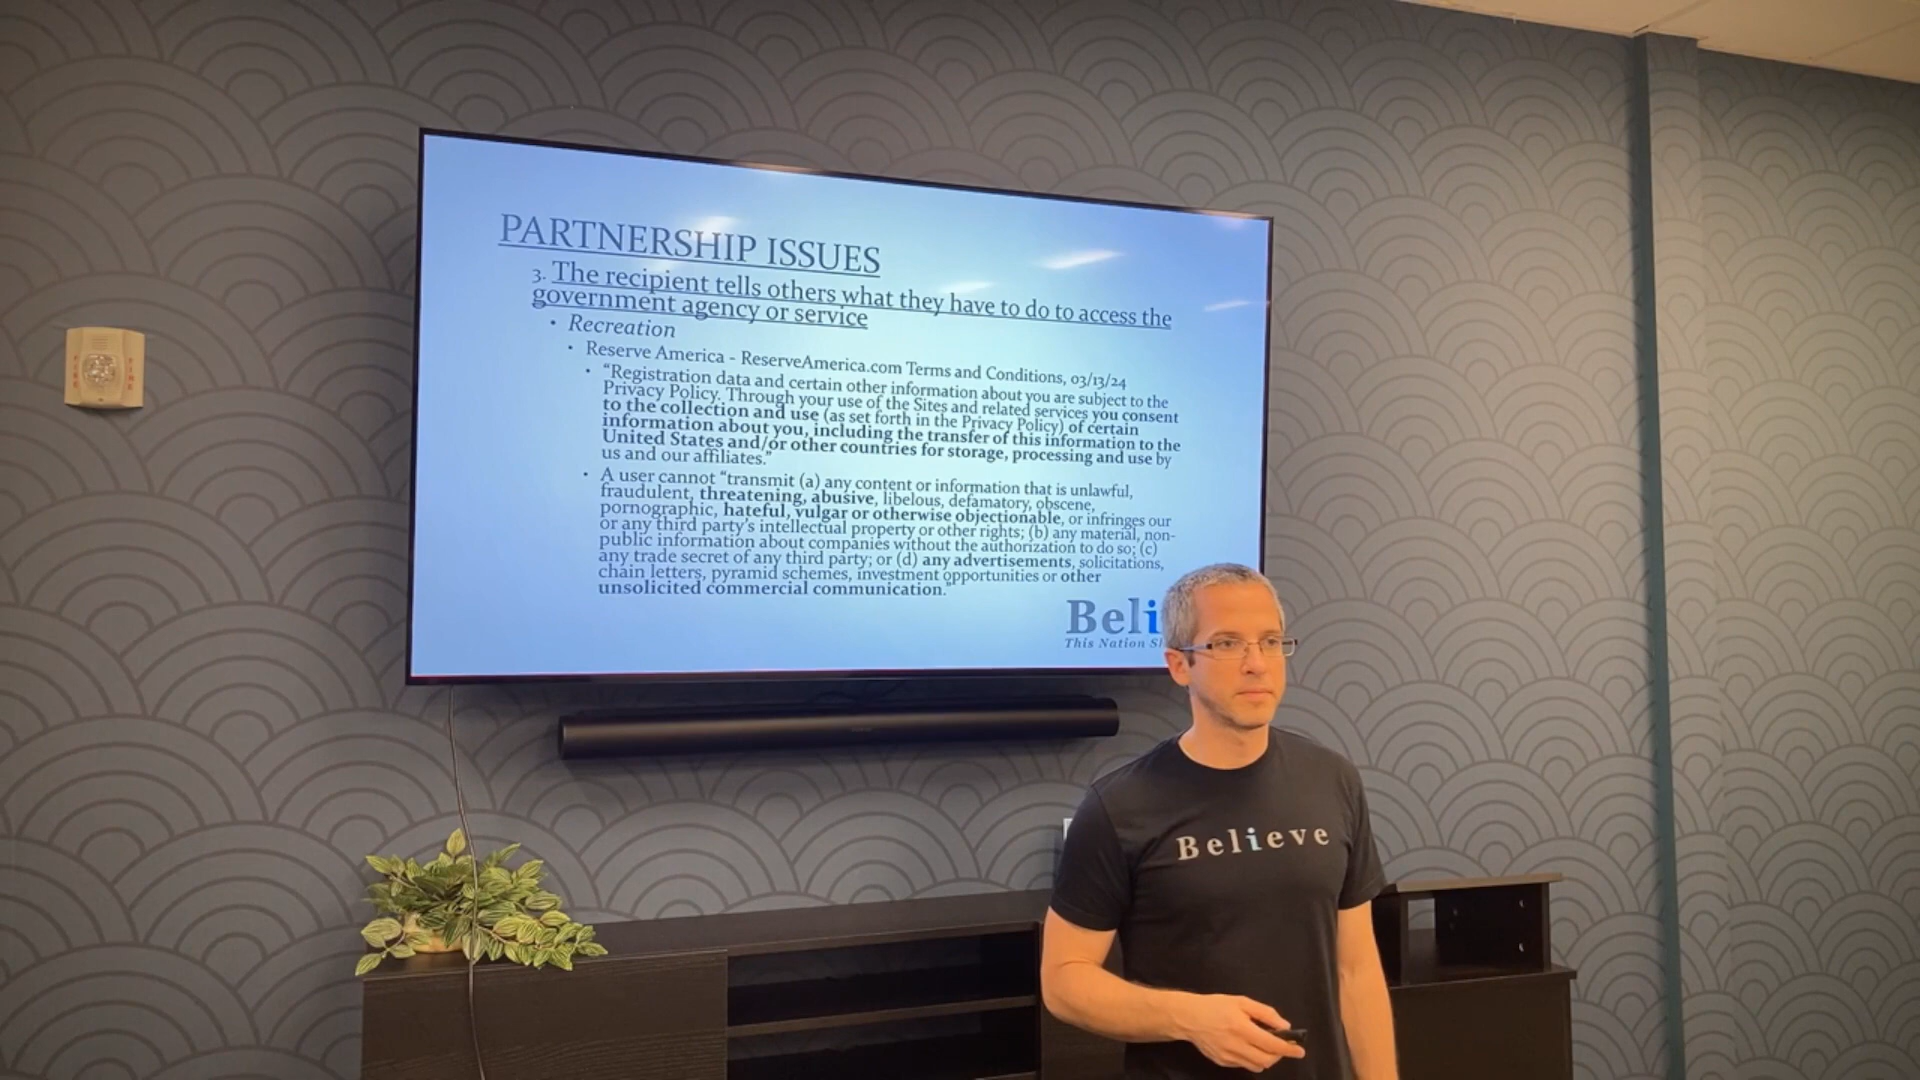 PARTNERSHIP ISSUES
3. The recipient tells others what they have to do to access the
government agency or service
• Recreation
• Reserve America - ReserveAmerica.com Terms and Conditions, 03/13/24
• “Registration data and certain other information about you are subject to the
Privacy Policy. Through your use of the Sites and related services you consent
to the collection and use (as set forth in the Privacy Policy) of certain
information about you, including the transfer of this information to the
United States and/or other countries for storage, processing and use by
us and our affiliates.”
• A user cannot “transmit (a) any content or information that is unlawful,
fraudulent, threatening, abusive, libelous, defamatory, obscene,
pornographic, hateful, vulgar or otherwise objectionable, or infringes our
or any third party’s intellectual property or other rights; (b) any material, non-
public information about companies without the authorization to do so; (c)
any trade secret of any third party; or (d) any advertisements, solicitations,
chain letters, pyramid schemes, investment opportunities or other
unsolicited commercial communication.”
Beli
This Nation
Believe
FIRE
FIRE